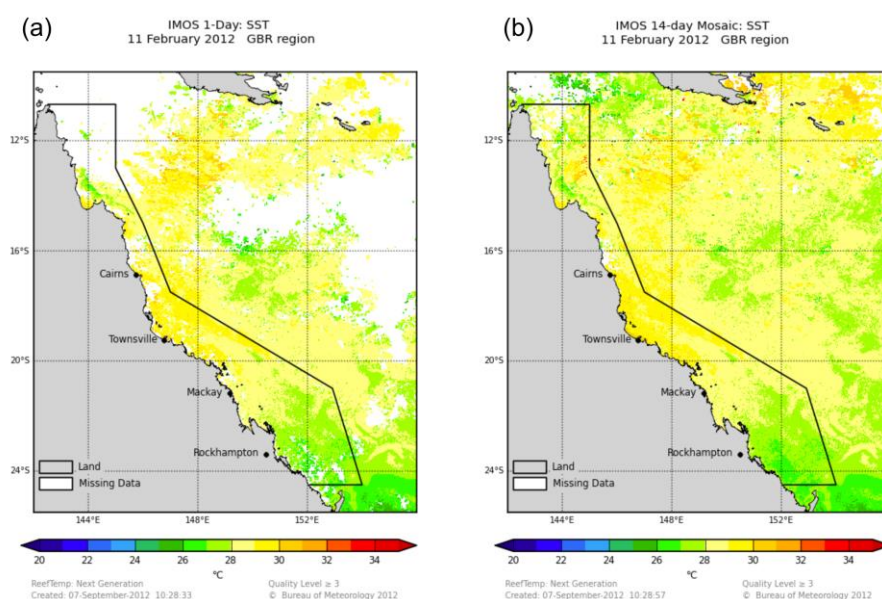 (a)
IMOS 1-Day: SST
11 February 2012 GBR region
12°S
16°S
20°S
24°S
Cairns
Townsville
Mackay
Rockhampton
Land
Missing Data
144°E 148°E 152°E
20 22 24 26 28 30 32 34
°C
ReefTemp: Next Generation Quality Level ≥ 3
Created: 07-September-2012 10:28:33 © Bureau of Meteorology 2012
(b)
IMOS 14-day Mosaic: SST
11 February 2012 GBR region
12°S
16°S
20°S
24°S
Cairns
Townsville
Mackay
Rockhampton
Land
Missing Data
144°E 148°E 152°E
20 22 24 26 28 30 32 34
°C
ReefTemp: Next Generation Quality Level ≥ 3
Created: 07-September-2012 10:28:57 © Bureau of Meteorology 2012